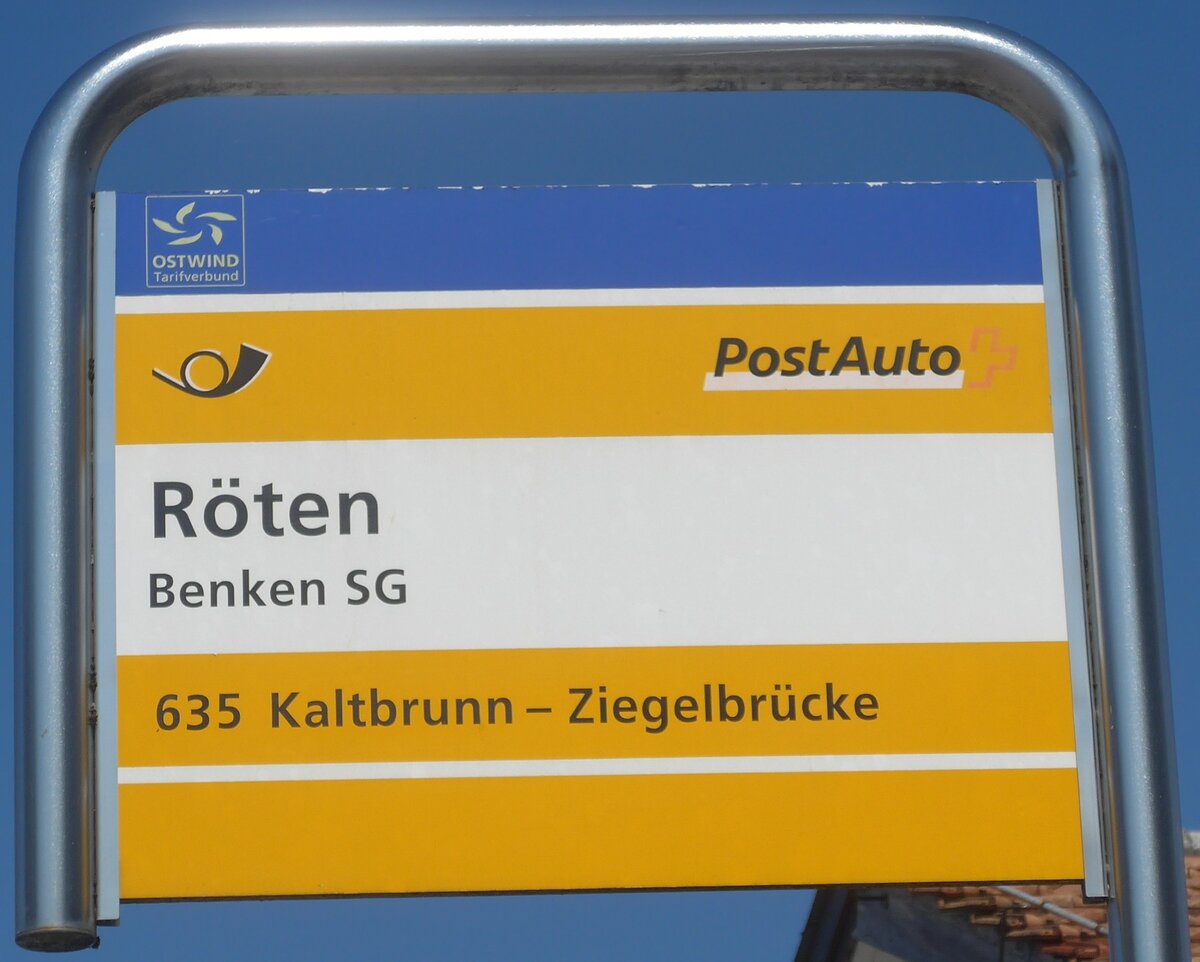 OSTWIND
Tarifverbund
PostAuto
Röten
Benken SG
635 Kaltbrunn – Ziegelbrücke